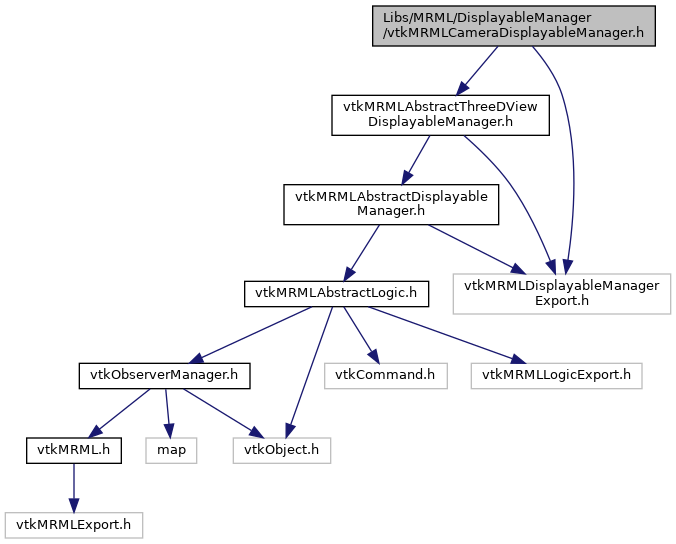 Libs/MRML/DisplayableManager
/vtkMRMLCameraDisplayableManager.h
vtkMRMLAbstractThreeDView
DisplayableManager.h
vtkMRMLAbstractDisplayable
Manager.h
vtkMRMLDisplayableManager
Export.h
vtkMRMLAbstractLogic.h
vtkObserverManager.h
vtkCommand.h
vtkMRMLLogicExport.h
vtkMRML.h
map
vtkObject.h
vtkMRMLExport.h